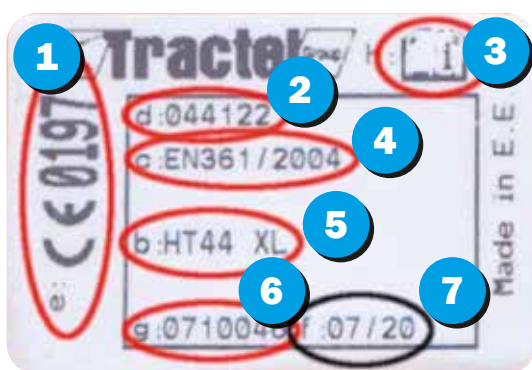 1
Tractel
Group
3
e: CE 0197
d:044122
2
c:EN361/2004
4
b:HT44 XL
5
6
7
f:07/20
Made in E.E